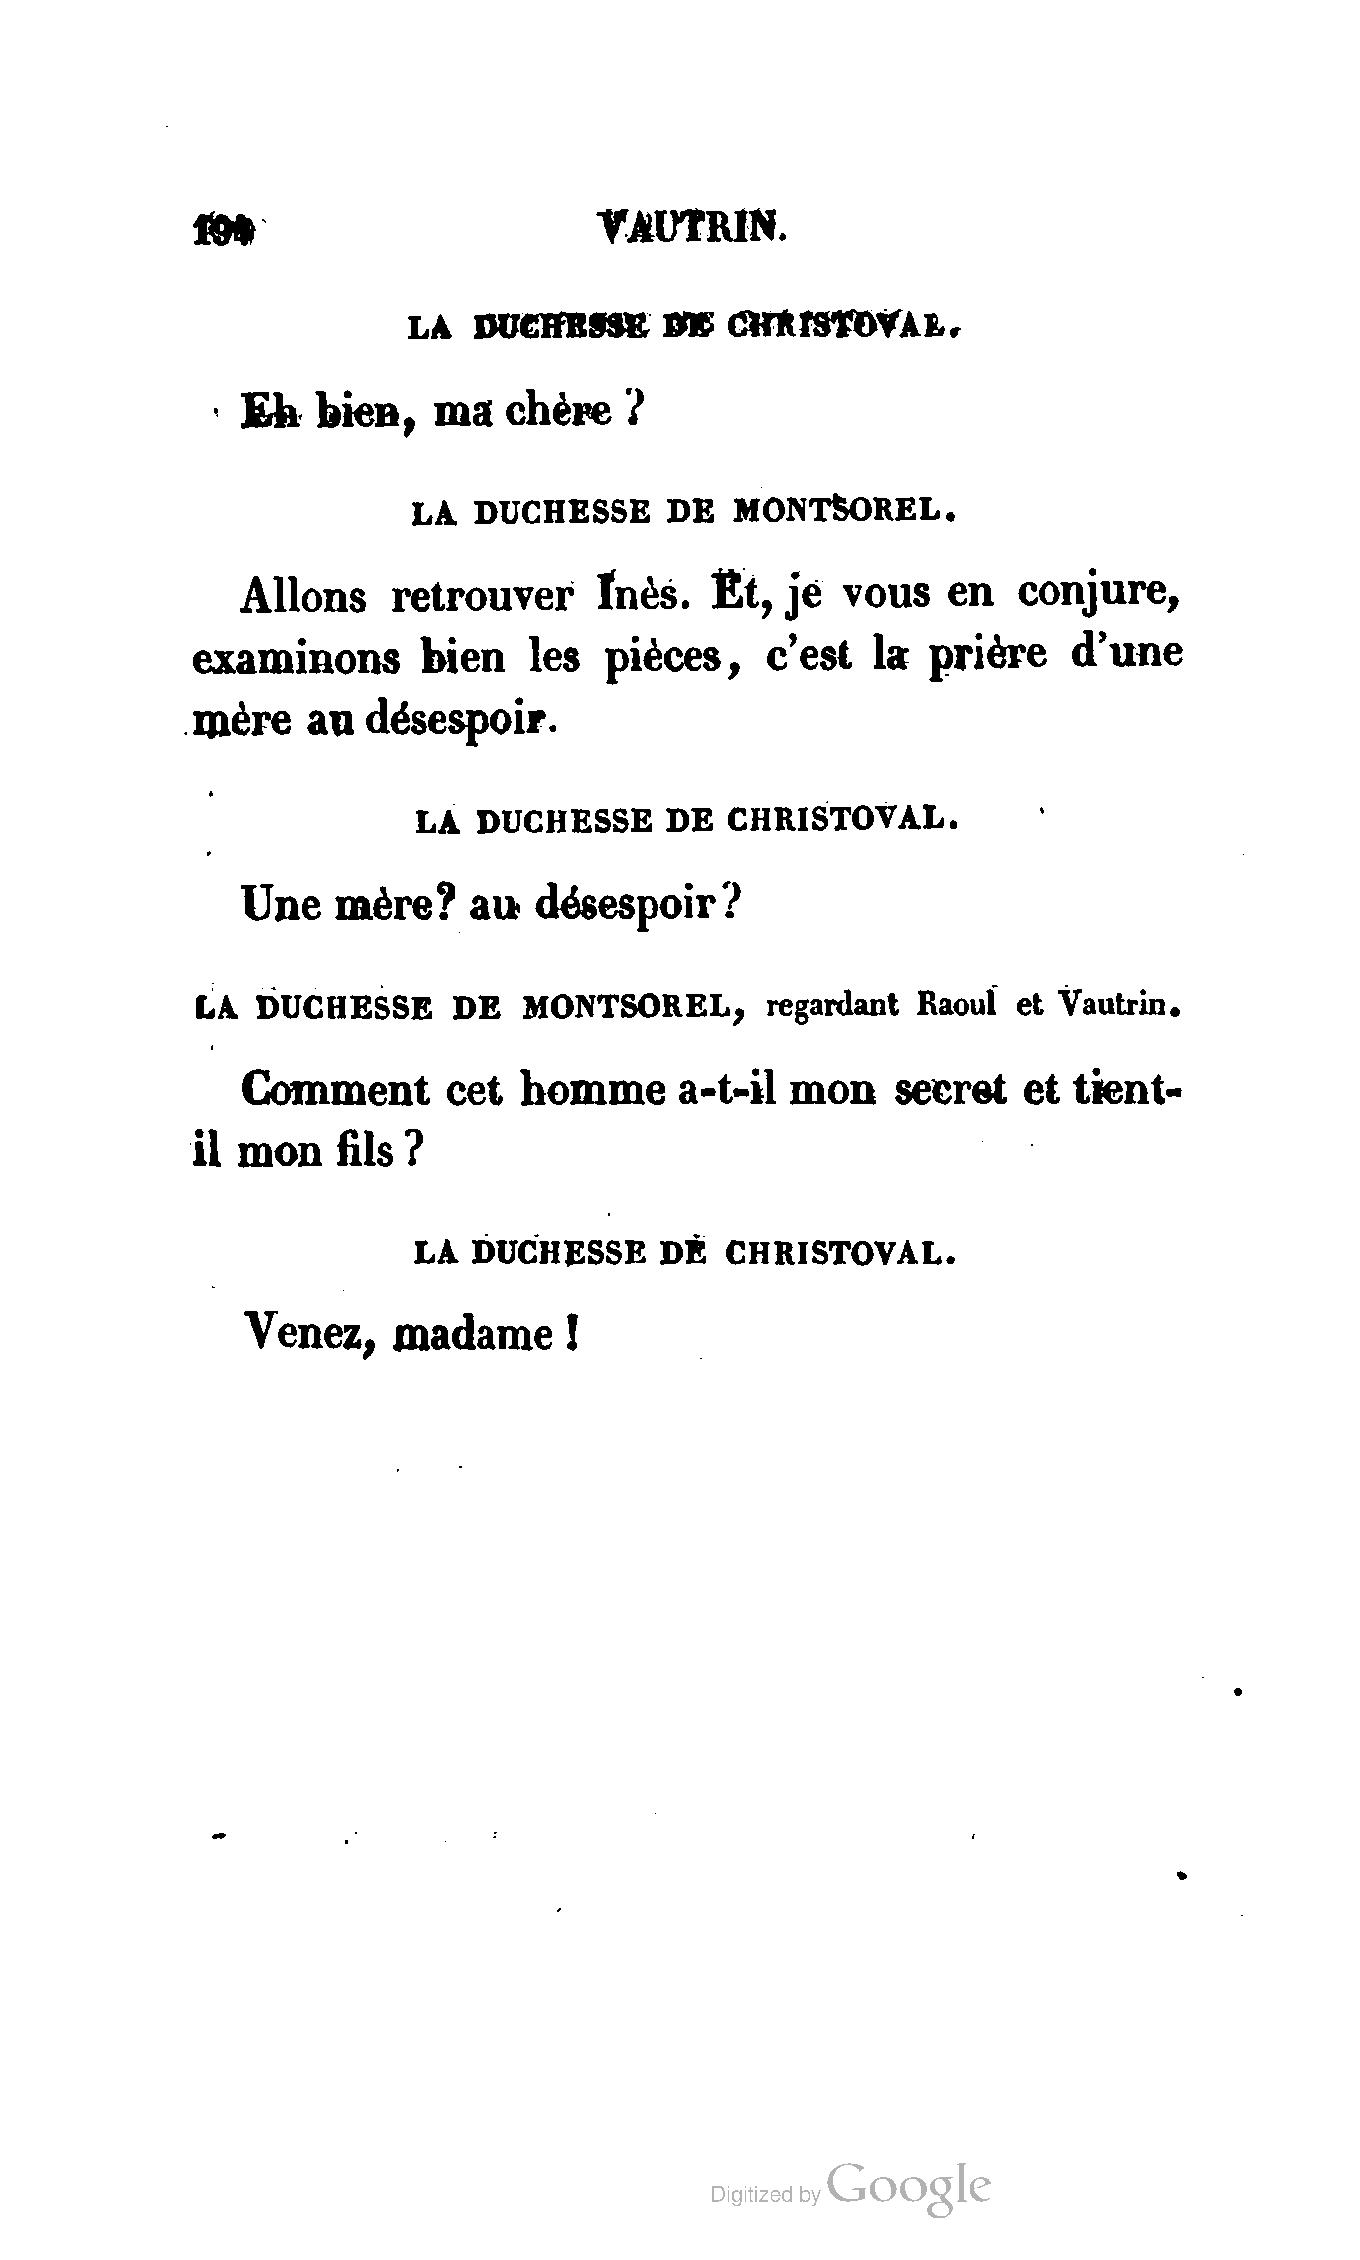 194 VAUTRIN.
LA DUCHESSE DE CHRISTOVAL.
Eh bien, ma chère ?
LA DUCHESSE DE MONTSOREL.
Allons retrouver Inès. Et, je vous en conjure,
examinons bien les pièces, c'est la prière d'une
mère au désespoir.
LA DUCHESSE DE CHRISTOVAL.
Une mère? au désespoir?
LA DUCHESSE DE MONTSOREL, regardant Raoul et Vautrin.
Comment cet homme a-t-il mon secret et tient-
il mon fils ?
LA DUCHESSE DE CHRISTOVAL.
Venez, madame !
Digitized by Google